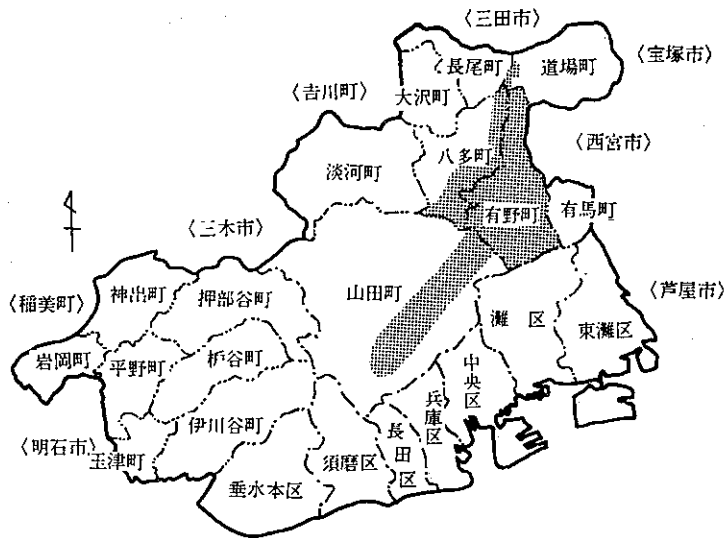 〈三田市〉
長尾町
道場町
〈宝塚市〉
大沢町
〈吉川町〉
〈西宮市〉
八多町
淡河町
有野町
有馬町
〈三木市〉
神出町
押部谷町
山田町
〈芦屋市〉
〈稲美町〉
灘区
東灘区
岩岡町
平野町
枦谷町
中央区
兵庫区
伊川谷町
長田区
〈明石市〉
玉津町
須磨区
垂水本区